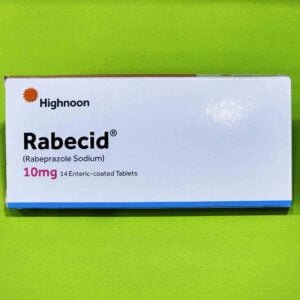 Highnoon
Rabecid®
(Rabeprazole Sodium)
10mg 14 Enteric-coated Tablets